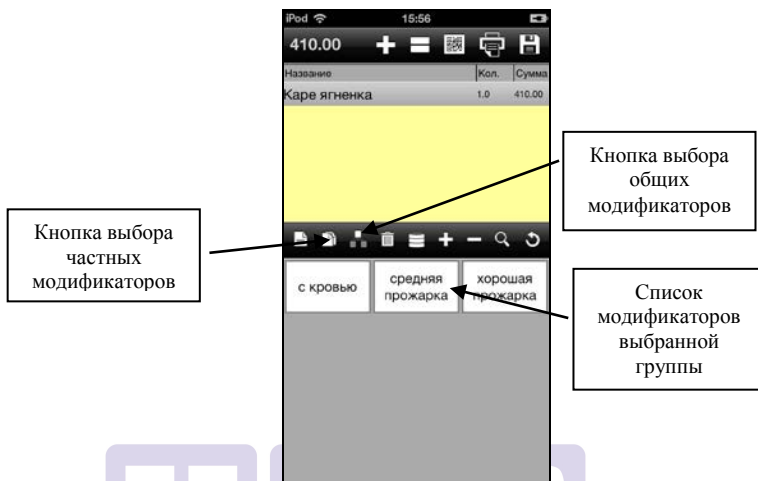 iPod 15:56
410.00
Название Кол. Сумма
Каре ягненка 1.0 410.00
Кнопка выбора
общих
модификаторов
Кнопка выбора
частных
модификаторов
с кровью
средняя
прожарка
хорошая
прожарка
Список
модификаторов
выбранной
группы